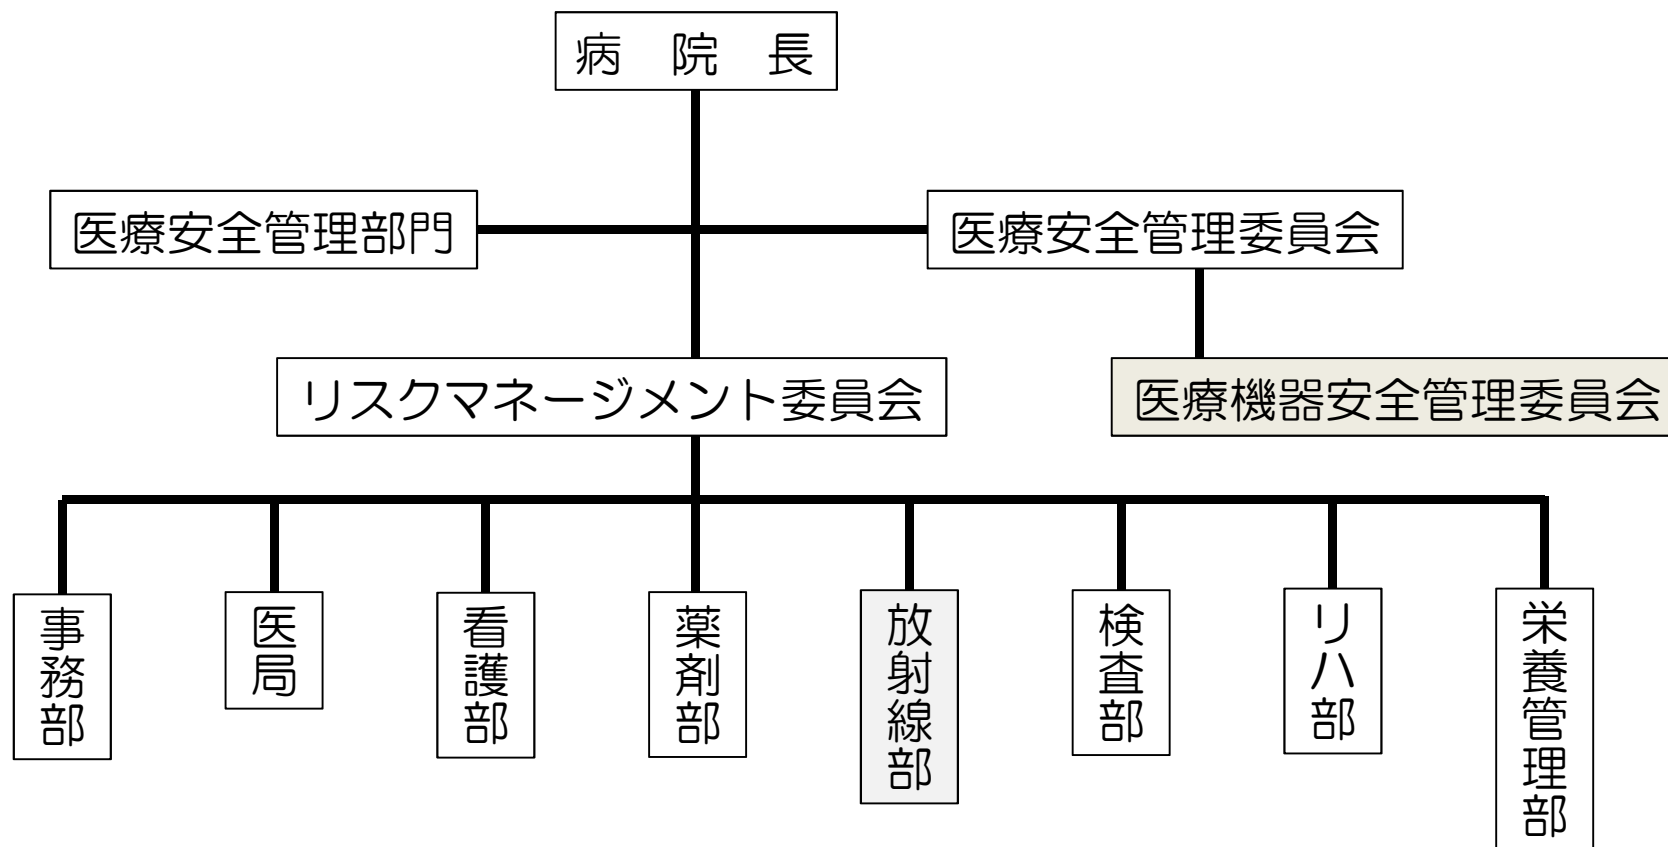 病　院　長
医療安全管理部門
医療安全管理委員会
リスクマネージメント委員会
医療機器安全管理委員会
事務部
医局
看護部
薬剤部
放射線部
検査部
リハ部
栄養管理部